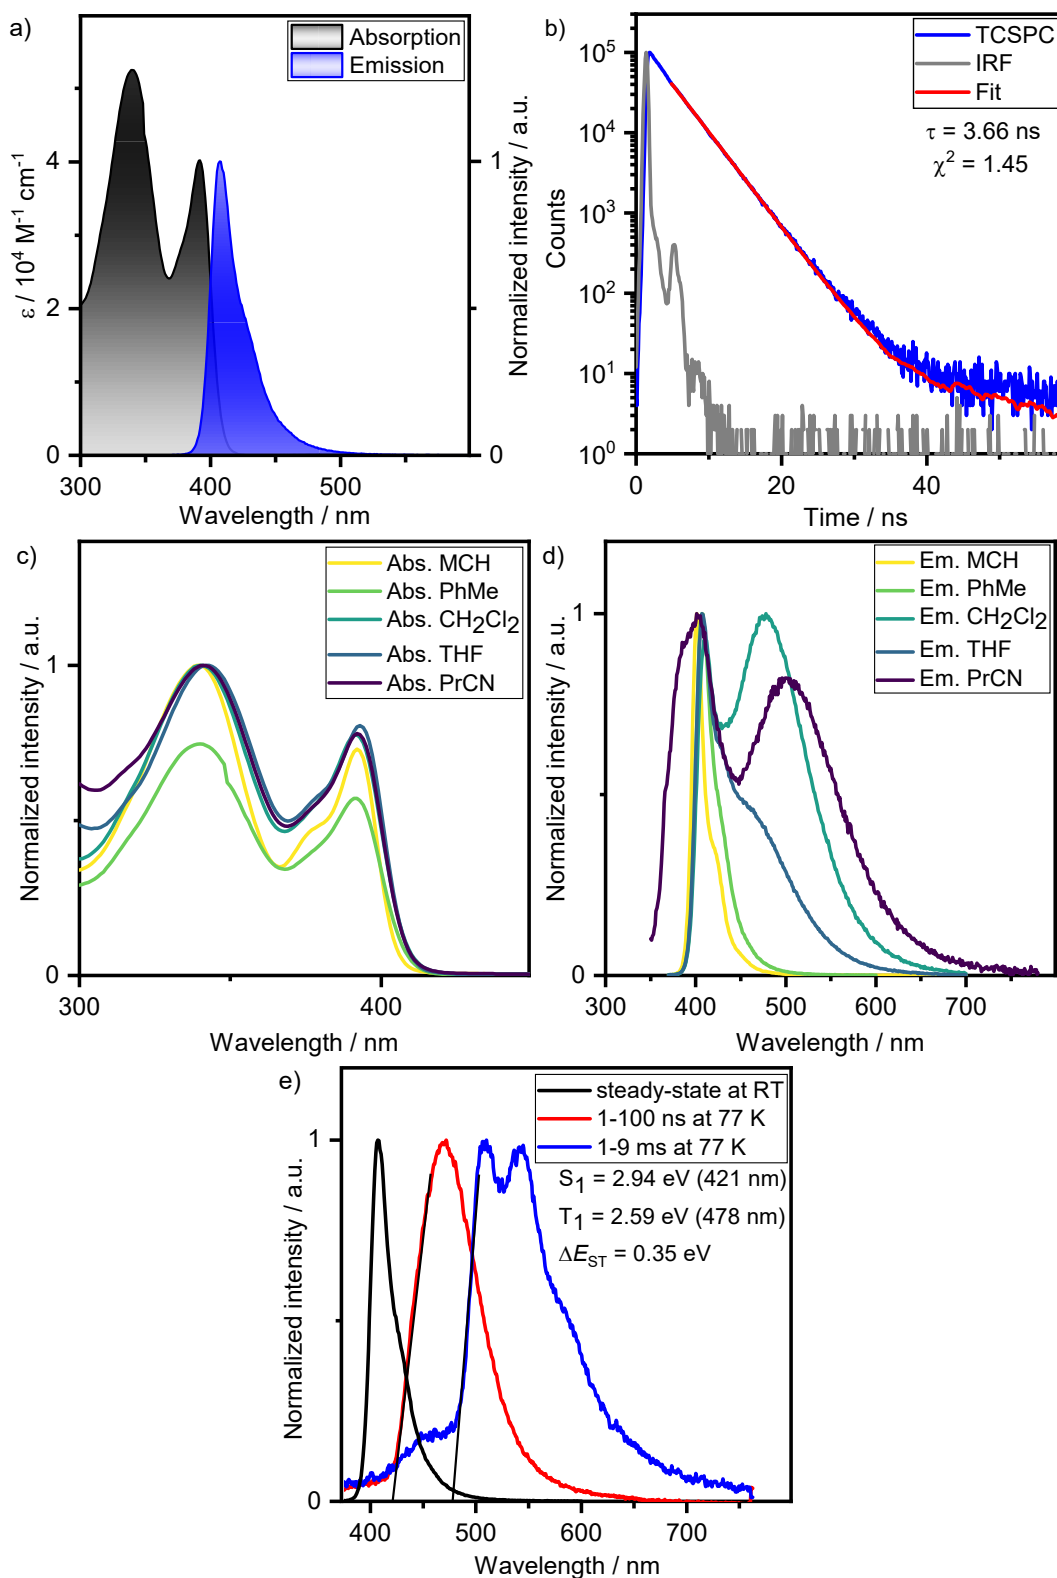 a)
Absorption
Emission
ε / 10⁴ M⁻¹ cm⁻¹
4
2
0
300
400
500
Wavelength / nm
1
0
Normalized intensity / a.u.
b)
TCSPC
IRF
Fit
τ = 3.66 ns
χ² = 1.45
Counts
10⁵
10⁴
10³
10²
10¹
10⁰
0
20
40
Time / ns
c)
Abs. MCH
Abs. PhMe
Abs. CH₂Cl₂
Abs. THF
Abs. PrCN
Normalized intensity / a.u.
1
0
300
400
Wavelength / nm
d)
Em. MCH
Em. PhMe
Em. CH₂Cl₂
Em. THF
Em. PrCN
Normalized intensity / a.u.
1
0
300
400
500
600
700
Wavelength / nm
e)
steady-state at RT
1-100 ns at 77 K
1-9 ms at 77 K
S₁ = 2.94 eV (421 nm)
T₁ = 2.59 eV (478 nm)
ΔE_ST = 0.35 eV
Normalized intensity / a.u.
1
0
400
500
600
700
Wavelength / nm